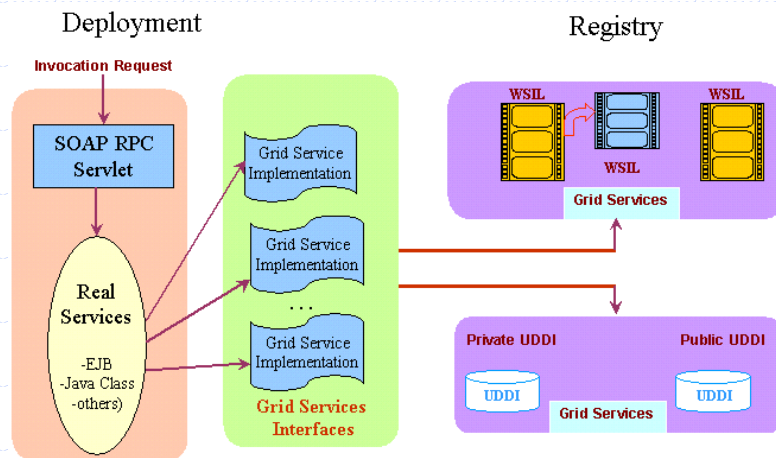 Deployment
Registry
Invocation Request
SOAP RPC
Servlet
Real
Services
-EJB
-Java Class
-others)
Grid Service
Implementation
Grid Service
Implementation
...
Grid Service
Implementation
Grid Services
Interfaces
WSIL
WSIL
WSIL
Grid Services
Private UDDI
Public UDDI
UDDI
UDDI
Grid Services